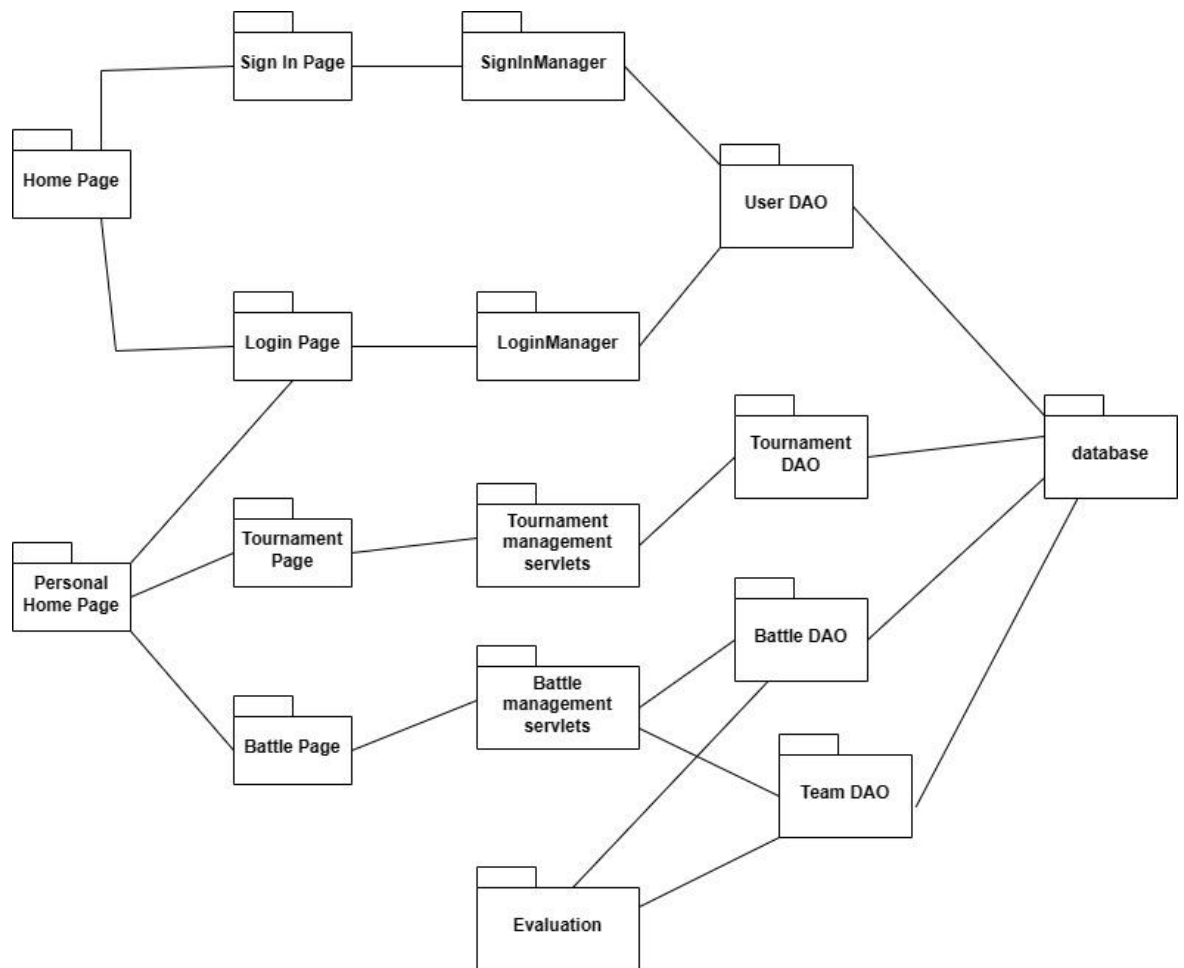 Sign In Page
SignInManager
Home Page
User DAO
Login Page
LoginManager
Tournament
DAO
database
Tournament
Page
Tournament
management
servlets
Personal
Home Page
Battle DAO
Battle
management
servlets
Battle Page
Team DAO
Evaluation